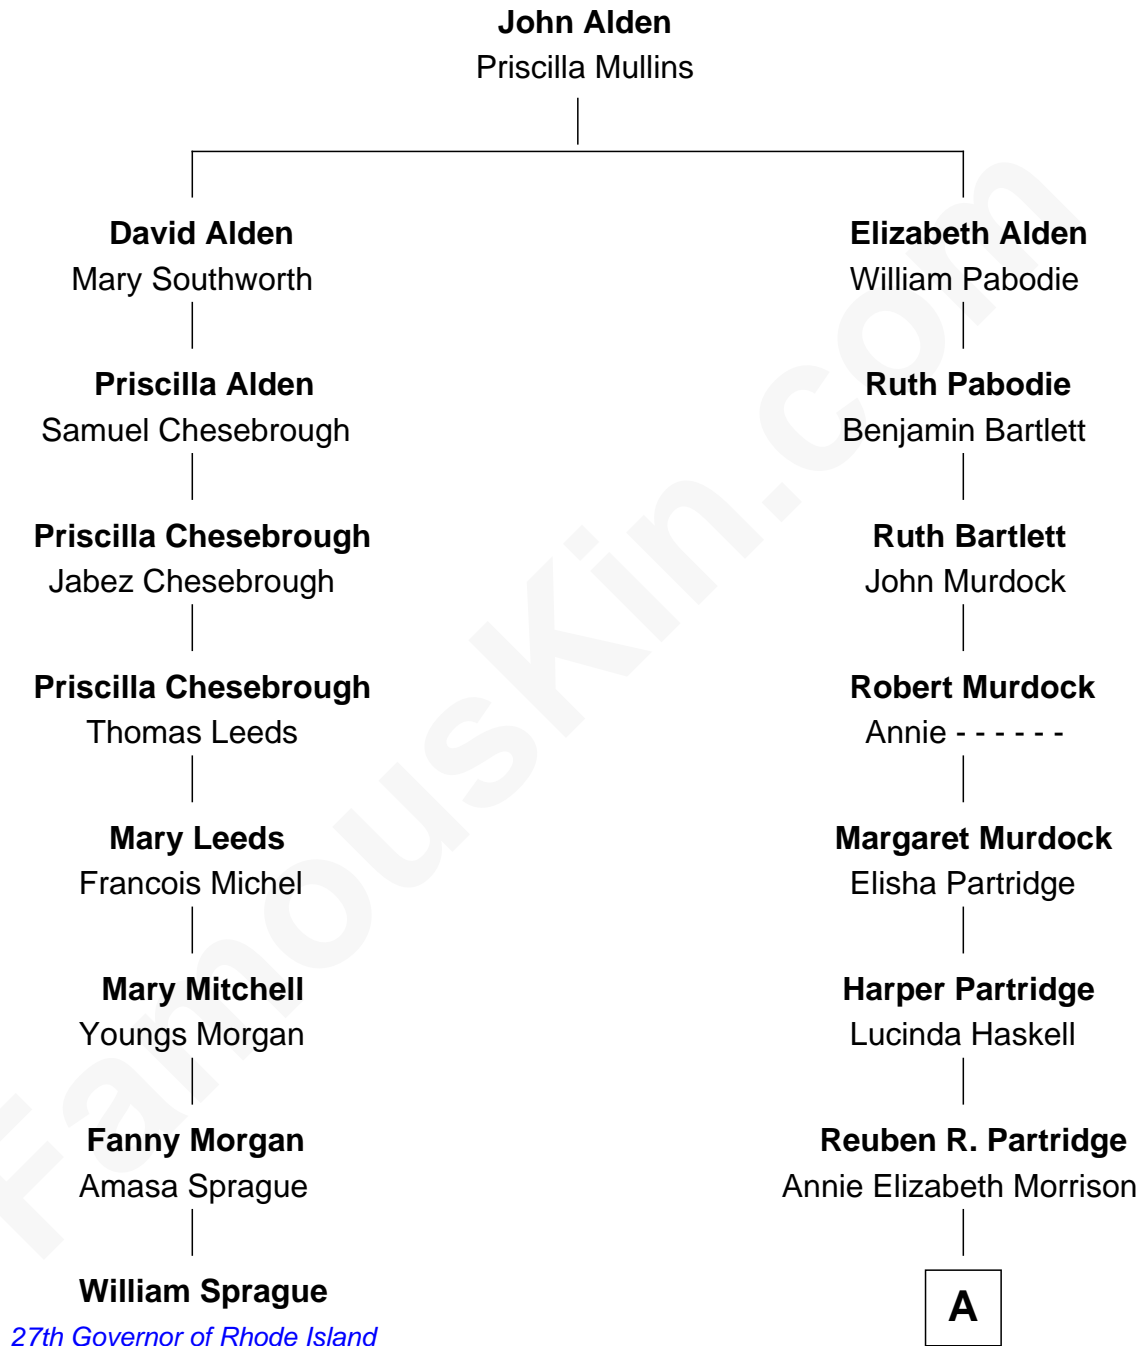 John Alden
Priscilla Mullins
David Alden
Mary Southworth
Elizabeth Alden
William Pabodie
Priscilla Alden
Samuel Chesebrough
Ruth Pabodie
Benjamin Bartlett
Priscilla Chesebrough
Jabez Chesebrough
Ruth Bartlett
John Murdock
Priscilla Chesebrough
Thomas Leeds
Robert Murdock
Annie - - - - - -
Mary Leeds
Francois Michel
Margaret Murdock
Elisha Partridge
Mary Mitchell
Youngs Morgan
Harper Partridge
Lucinda Haskell
Fanny Morgan
Amasa Sprague
Reuben R. Partridge
Annie Elizabeth Morrison
William Sprague
27th Governor of Rhode Island
A
FamousKin.com